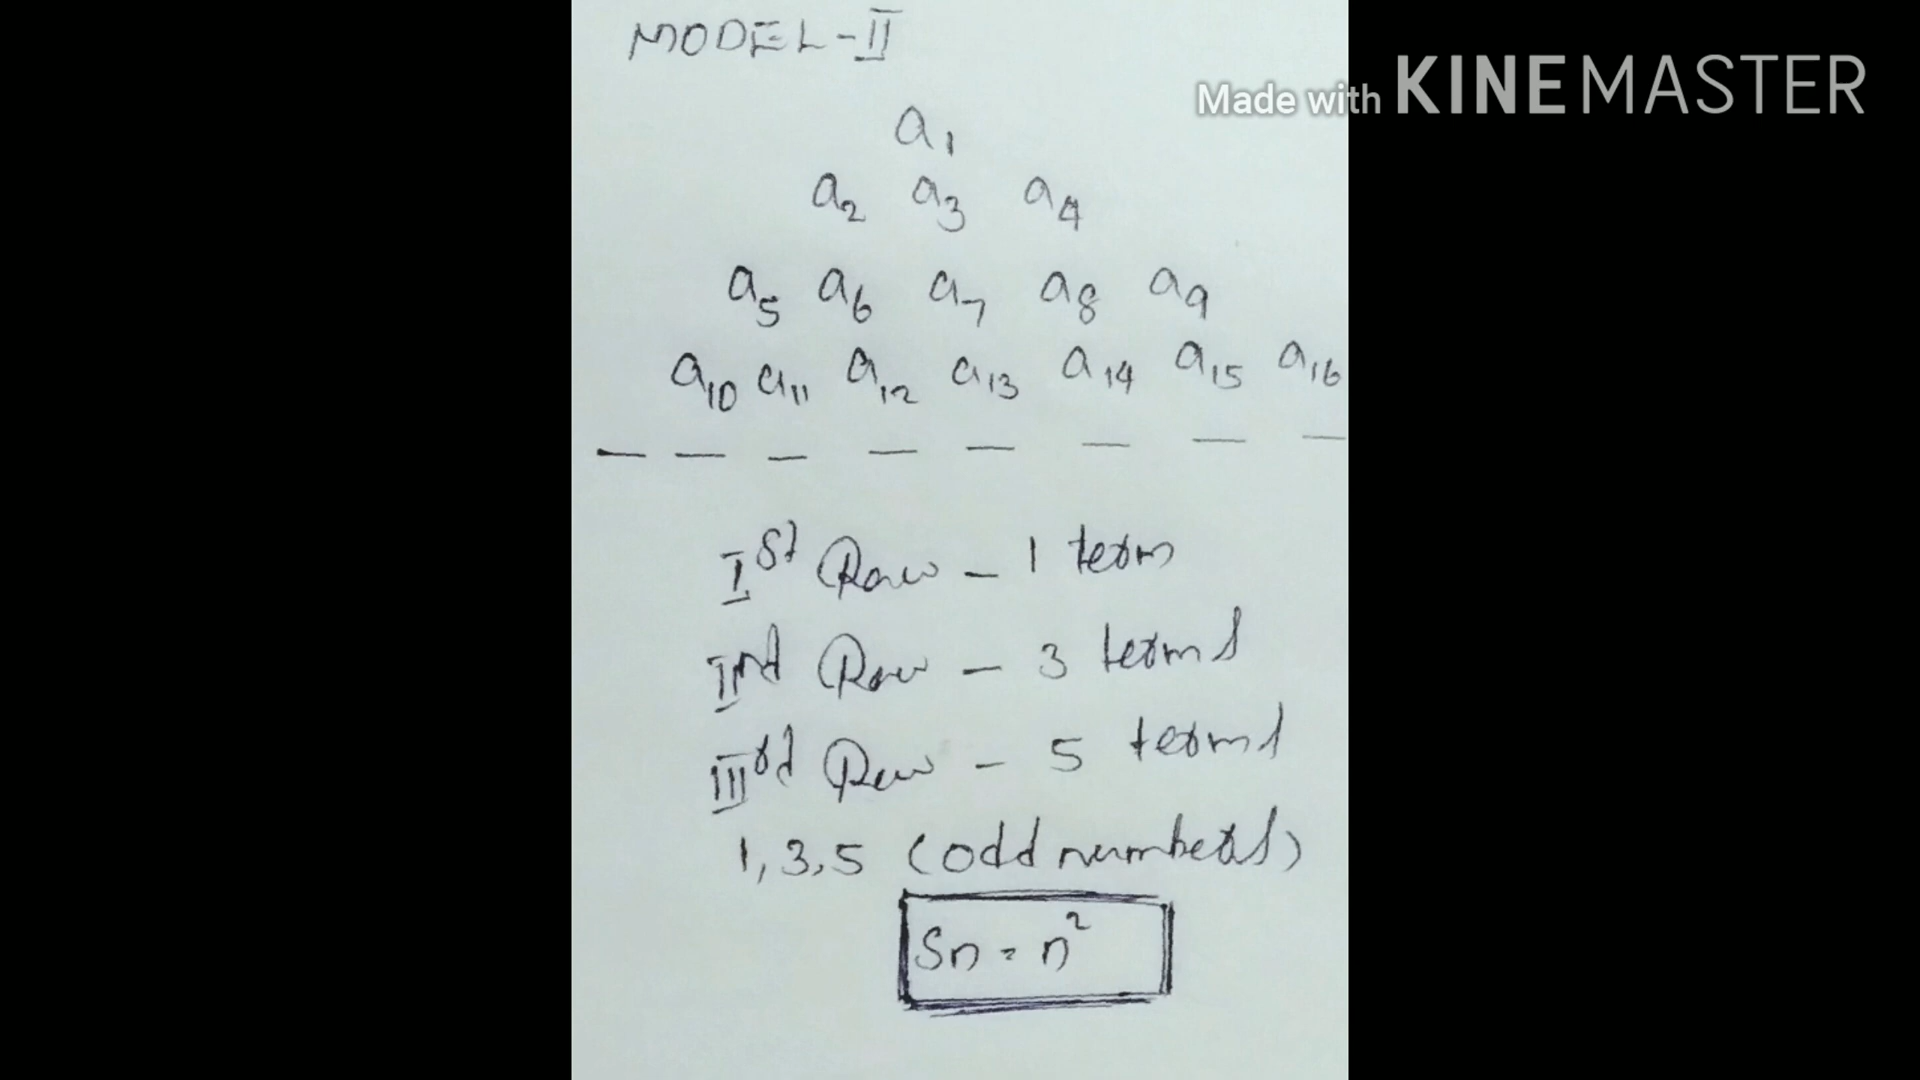 MODEL-II
Made with KINEMASTER
a1
a2 a3 a4
a5 a6 a7 a8 a9
a10 a11 a12 a13 a14 a15 a16
— — — — — — — —
Ist Row - 1 term
IInd Row - 3 terms
IIIrd Row - 5 terms
1, 3, 5 (odd numbers)
Sn = n²